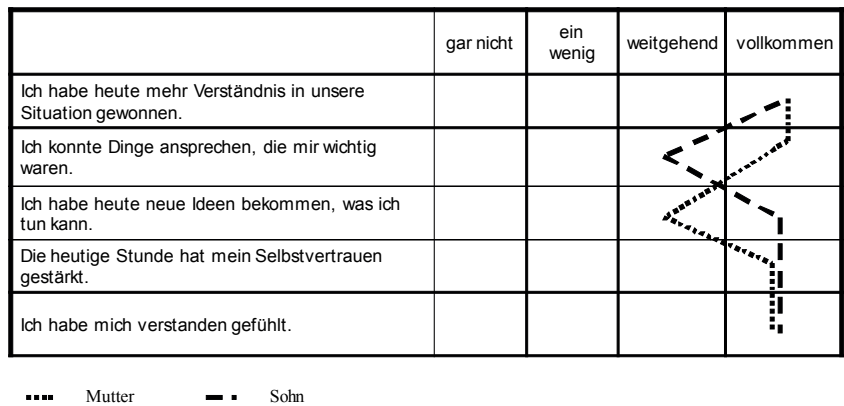 gar nicht
ein
wenig
weitgehend
vollkommen
Ich habe heute mehr Verständnis in unsere
Situation gewonnen.
Ich konnte Dinge ansprechen, die mir wichtig
waren.
Ich habe heute neue Ideen bekommen, was ich
tun kann.
Die heutige Stunde hat mein Selbstvertrauen
gestärkt.
Ich habe mich verstanden gefühlt.
Mutter
Sohn